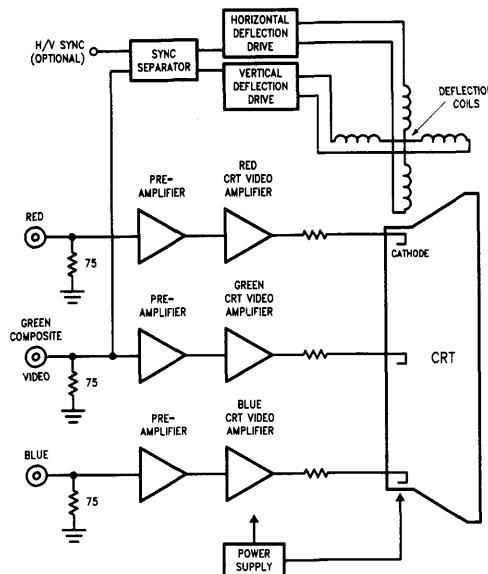 HORIZONTAL
DEFLECTION
DRIVE
H/V SYNC
(OPTIONAL)
SYNC
SEPARATOR
VERTICAL
DEFLECTION
DRIVE
DEFLECTION
COILS
RED
PRE-
AMPLIFIER
RED
CRT VIDEO
AMPLIFIER
75
CATHODE
GREEN
COMPOSITE
VIDEO
PRE-
AMPLIFIER
GREEN
CRT VIDEO
AMPLIFIER
75
CRT
BLUE
PRE-
AMPLIFIER
BLUE
CRT VIDEO
AMPLIFIER
75
POWER
SUPPLY